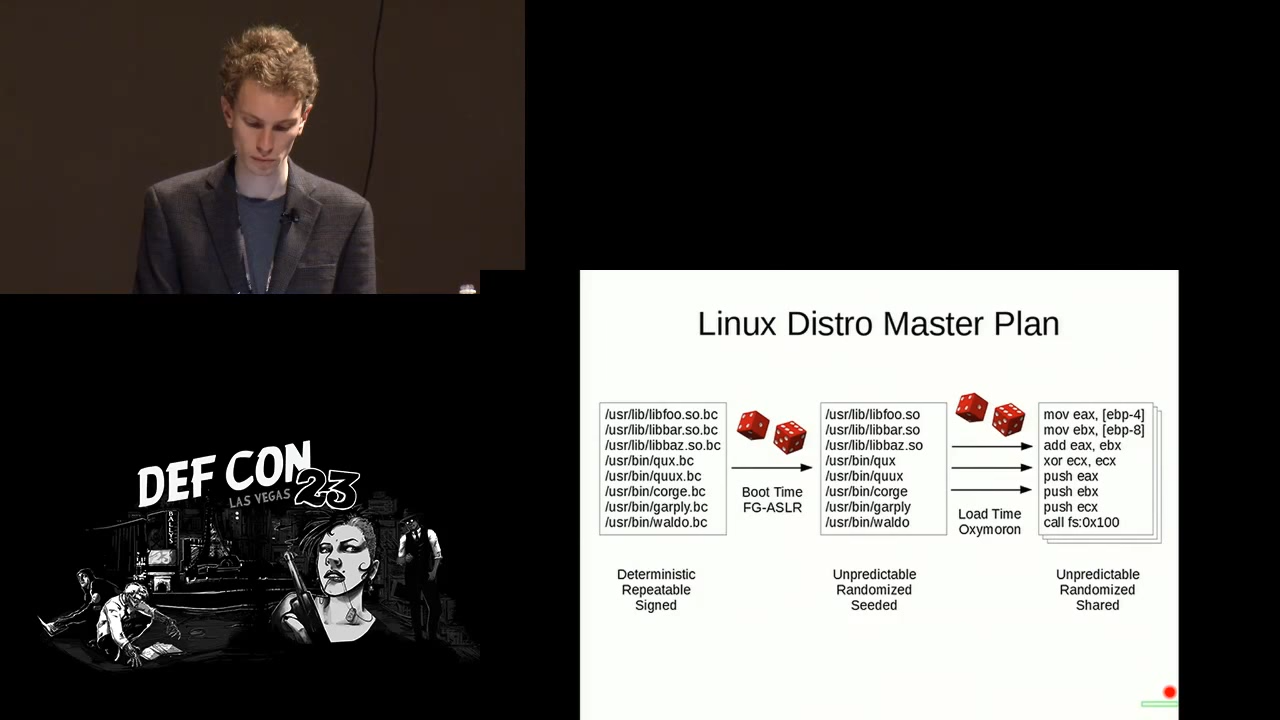 DEF CON
LAS VEGAS 23
BALLY'S
Linux Distro Master Plan
/usr/lib/libfoo.so.bc
/usr/lib/libbar.so.bc
/usr/lib/libbaz.so.bc
/usr/bin/qux.bc
/usr/bin/quux.bc
/usr/bin/corge.bc
/usr/bin/garply.bc
/usr/bin/waldo.bc
Boot Time
FG-ASLR
/usr/lib/libfoo.so
/usr/lib/libbar.so
/usr/lib/libbaz.so
/usr/bin/qux
/usr/bin/quux
/usr/bin/corge
/usr/bin/garply
/usr/bin/waldo
Load Time
Oxymoron
mov eax, [ebp-4]
mov ebx, [ebp-8]
add eax, ebx
xor ecx, ecx
push eax
push ebx
push ecx
call fs:0x100
Deterministic
Repeatable
Signed
Unpredictable
Randomized
Seeded
Unpredictable
Randomized
Shared